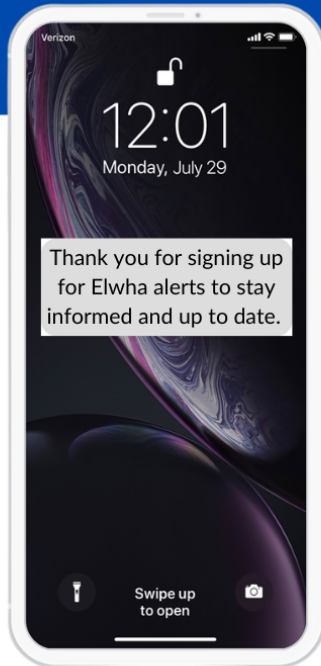 Verizon
12:01
Monday, July 29
Thank you for signing up
for Elwha alerts to stay
informed and up to date.
Swipe up
to open